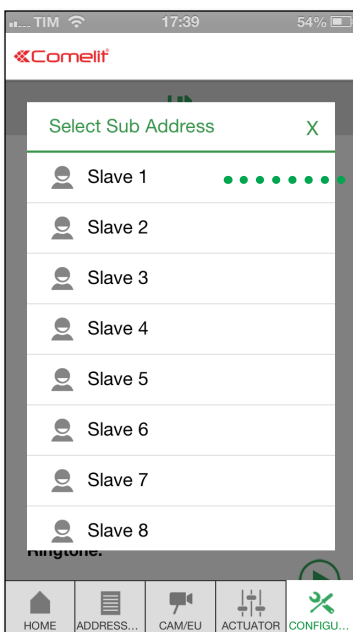 TIM 17:39 54%
Comelit®
Select Sub Address X
Slave 1
Slave 2
Slave 3
Slave 4
Slave 5
Slave 6
Slave 7
Slave 8
Ringtone:
HOME ADDRESS... CAM/EU ACTUATOR CONFIGU...